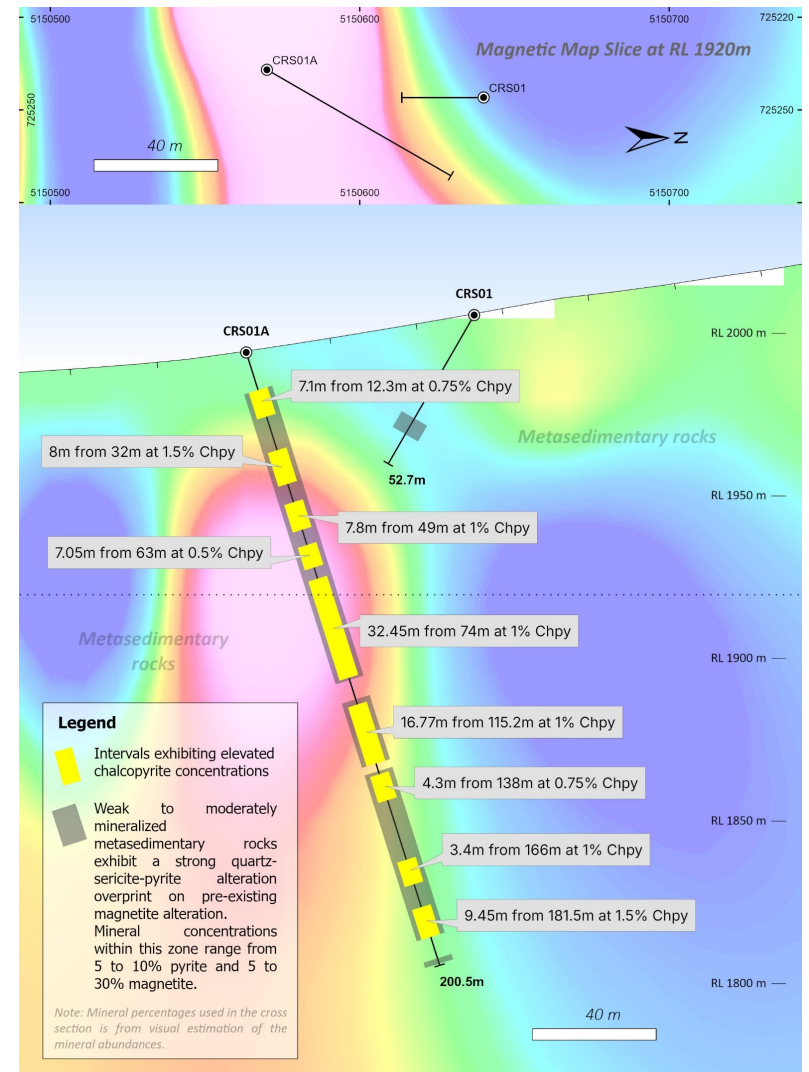 5150500 5150600 5150700 725220
Magnetic Map Slice at RL 1920m
CRS01A
CRS01
725250
725250
40 m
N
5150500 5150600 5150700
CRS01
CRS01A
RL 2000 m
7.1m from 12.3m at 0.75% Chpy
Metasedimentary rocks
8m from 32m at 1.5% Chpy
52.7m
RL 1950 m
7.8m from 49m at 1% Chpy
7.05m from 63m at 0.5% Chpy
32.45m from 74m at 1% Chpy
Metasedimentary
rocks
RL 1900 m
Legend
Intervals exhibiting elevated
chalcopyrite concentrations
Weak to moderately
mineralized
metasedimentary rocks
exhibit a strong quartz-
sericite-pyrite alteration
overprint on pre-existing
magnetite alteration.
Mineral concentrations
within this zone range from
5 to 10% pyrite and 5 to
30% magnetite.
Note: Mineral percentages used in the cross
section is from visual estimation of the
mineral abundances.
16.77m from 115.2m at 1% Chpy
4.3m from 138m at 0.75% Chpy
RL 1850 m
3.4m from 166m at 1% Chpy
9.45m from 181.5m at 1.5% Chpy
200.5m
RL 1800 m
40 m